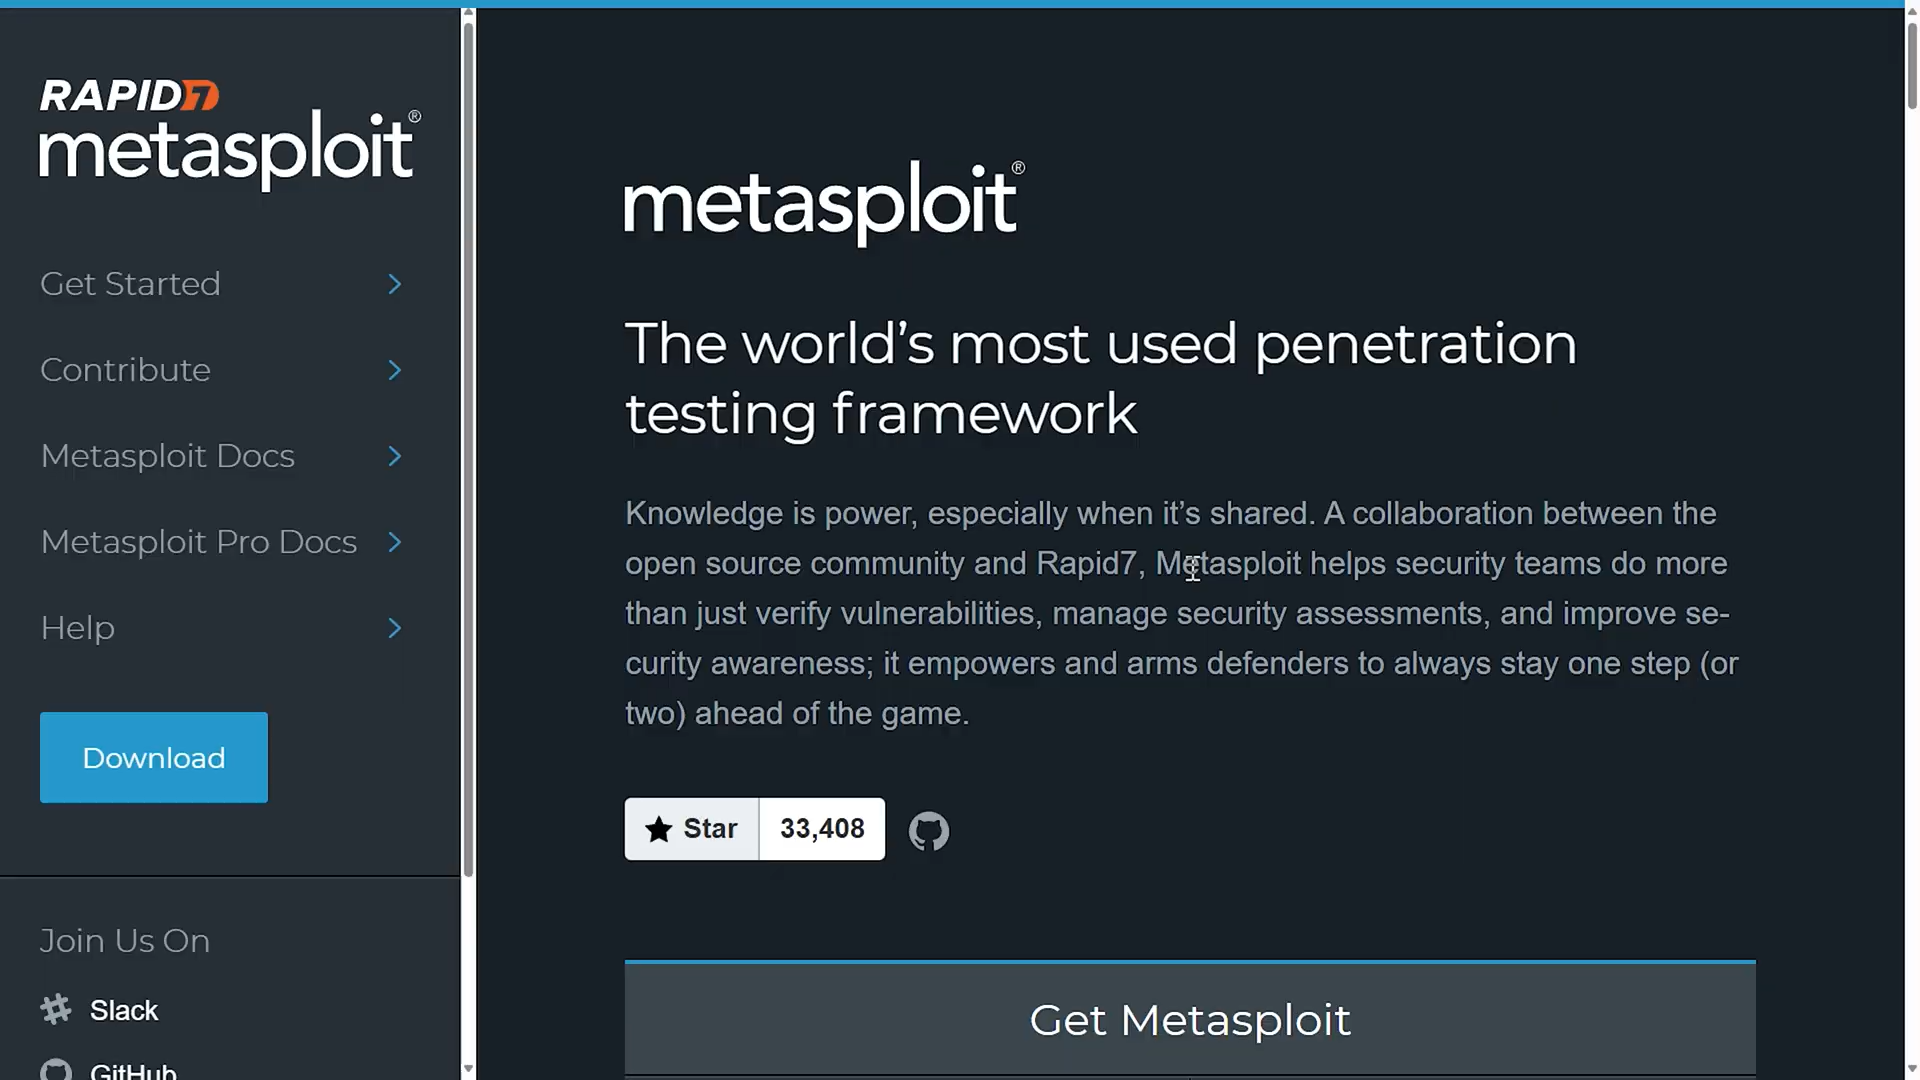 RAPID7
metasploit®
Get Started
Contribute
Metasploit Docs
Metasploit Pro Docs
Help
Download
Join Us On
Slack
GitHub
metasploit®
The world’s most used penetration
testing framework
Knowledge is power, especially when it’s shared. A collaboration between the
open source community and Rapid7, Metasploit helps security teams do more
than just verify vulnerabilities, manage security assessments, and improve se-
curity awareness; it empowers and arms defenders to always stay one step (or
two) ahead of the game.
Star 33,408
Get Metasploit